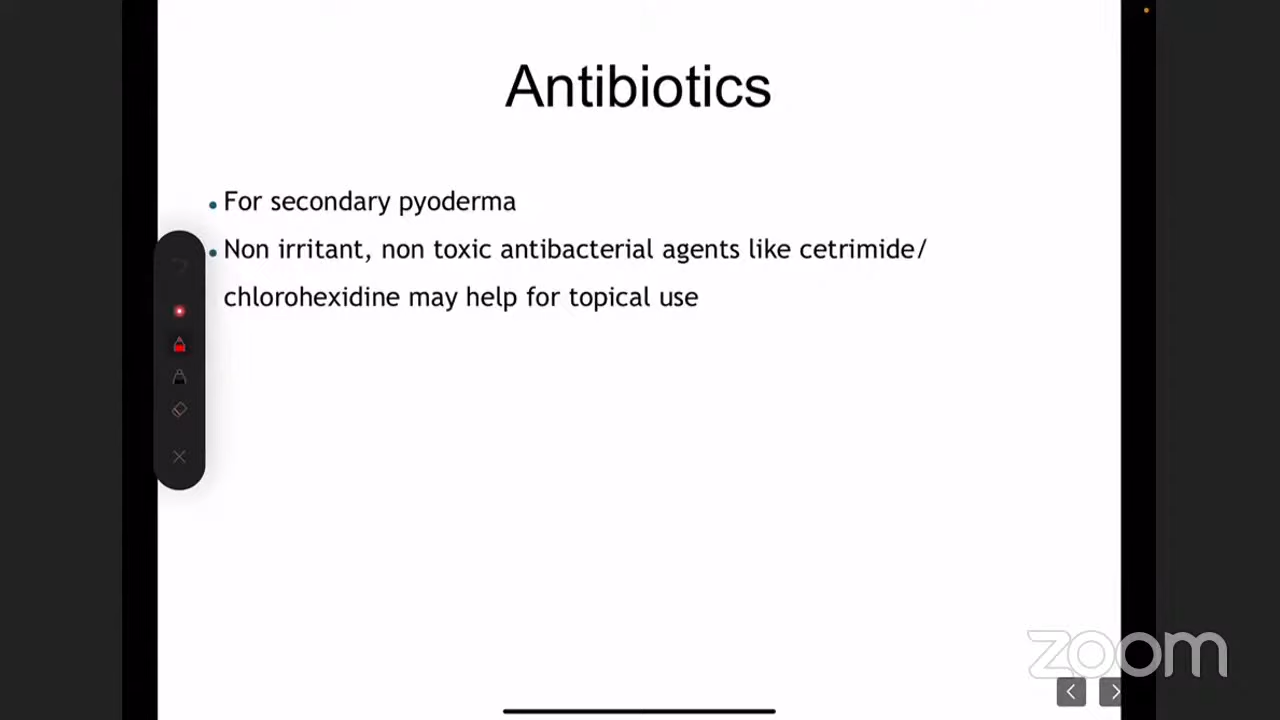 Antibiotics
• For secondary pyoderma
• Non irritant, non toxic antibacterial agents like cetrimide/
chlorohexidine may help for topical use
zoom